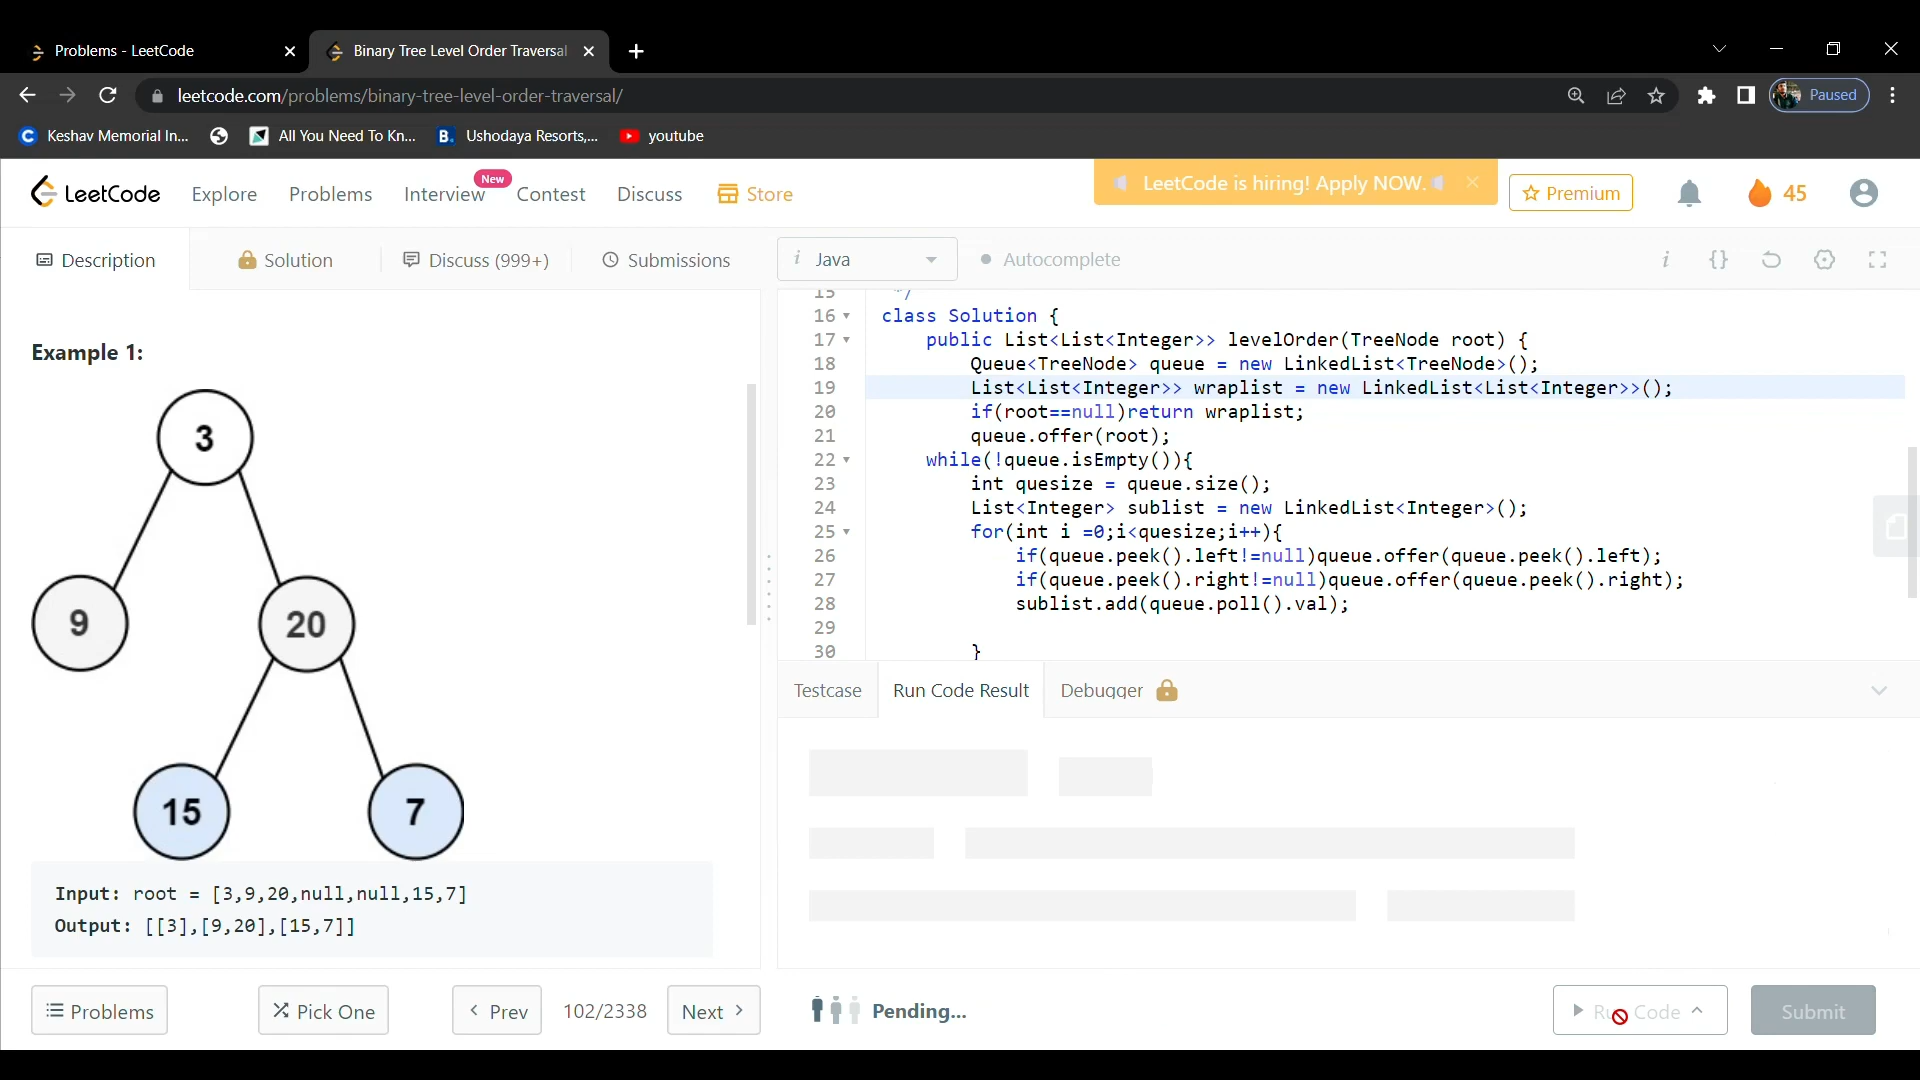 Problems - LeetCode
Binary Tree Level Order Traversal
leetcode.com/problems/binary-tree-level-order-traversal/
Paused
Keshav Memorial In...
All You Need To Kn...
B.
Ushodaya Resorts,...
youtube
LeetCode
Explore
Problems
Interview
New
Contest
Discuss
Store
LeetCode is hiring! Apply NOW.
Premium
45
Description
Solution
Discuss (999+)
Submissions
i Java
Autocomplete
i
{}
Example 1:
3
9
20
15
7
Input: root = [3,9,20,null,null,15,7]
Output: [[3],[9,20],[15,7]]
15 */
16 class Solution {
17 public List<List<Integer>> levelOrder(TreeNode root) {
18 Queue<TreeNode> queue = new LinkedList<TreeNode>();
19 List<List<Integer>> wraplist = new LinkedList<List<Integer>>();
20 if(root==null)return wraplist;
21 queue.offer(root);
22 while(!queue.isEmpty()){
23 int quesize = queue.size();
24 List<Integer> sublist = new LinkedList<Integer>();
25 for(int i =0;i<quesize;i++){
26 if(queue.peek().left!=null)queue.offer(queue.peek().left);
27 if(queue.peek().right!=null)queue.offer(queue.peek().right);
28 sublist.add(queue.poll().val);
29
30 }
Testcase
Run Code Result
Debugger
Problems
Pick One
Prev
102/2338
Next
Pending...
Run Code
Submit